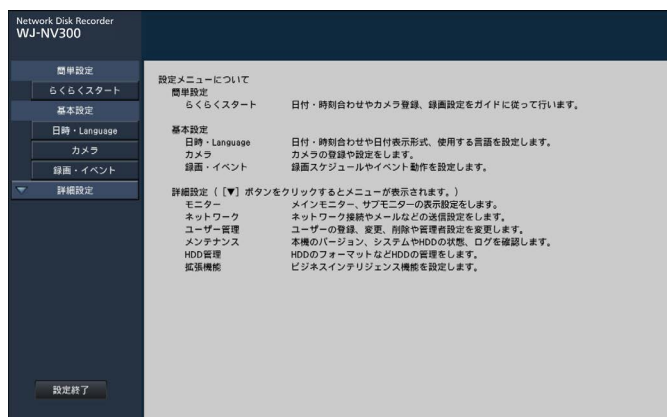 Network Disk Recorder
WJ-NV300
簡単設定
らくらくスタート
基本設定
日時・Language
カメラ
録画・イベント
▼ 詳細設定
設定終了
設定メニューについて
簡単設定
らくらくスタート 日付・時刻合わせやカメラ登録、録画設定をガイドに従って行います。
基本設定
日時・Language 日付・時刻合わせや日付表示形式、使用する言語を設定します。
カメラ カメラの登録や設定をします。
録画・イベント 録画スケジュールやイベント動作を設定します。
詳細設定（［▼］ボタンをクリックするとメニューが表示されます。）
モニター メインモニター、サブモニターの表示設定をします。
ネットワーク ネットワーク接続やメールなどの送信設定をします。
ユーザー管理 ユーザーの登録、変更、削除や管理者設定を変更します。
メンテナンス 本機のバージョン、システムやHDDの状態、ログを確認します。
HDD管理 HDDのフォーマットなどHDDの管理をします。
拡張機能 ビジネスインテリジェンス機能を設定します。